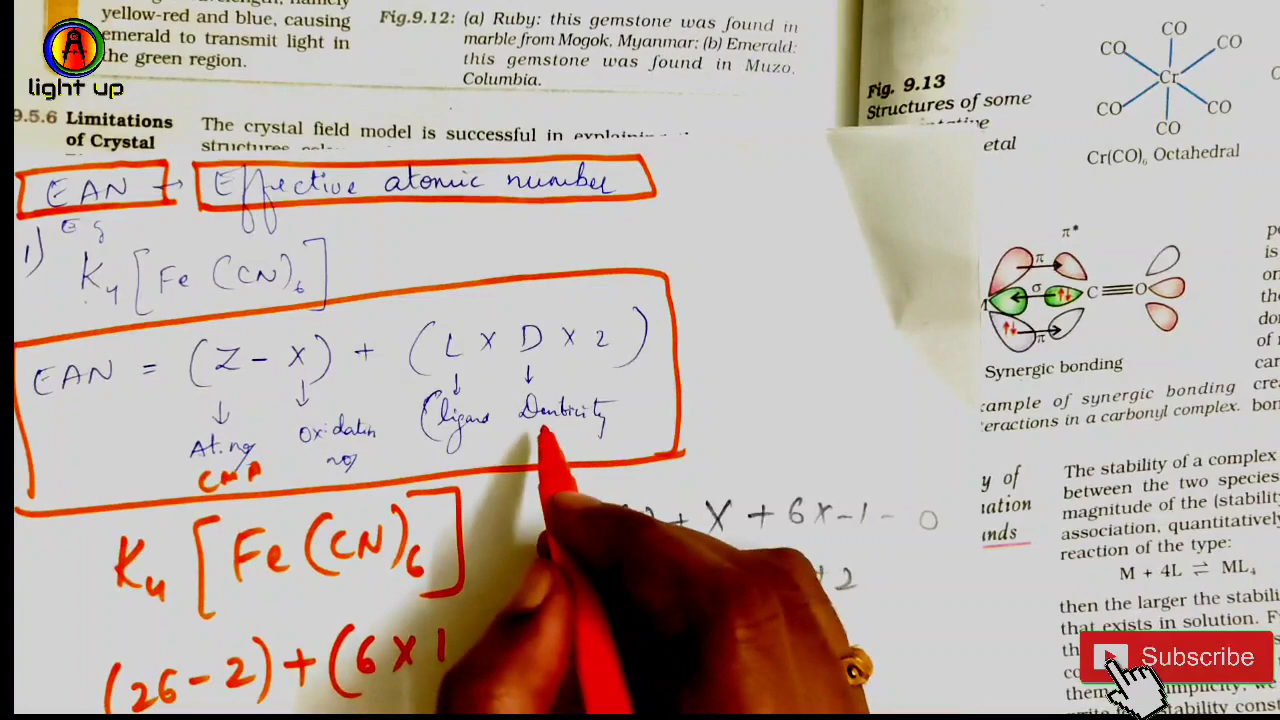 yellow-red and blue, causing
emerald to transmit light in
the green region.
light up
Fig.9.12: (a) Ruby: this gemstone was found in
marble from Mogok, Myanmar; (b) Emerald:
this gemstone was found in Muzo,
Columbia.
9.5.6 Limitations
of Crystal
The crystal field model is successful in
EAN → Effective atomic number
Eg
1) K4 [Fe (CN)6]
EAN = (Z - X) + (L X D X 2)
At. no
CMA
Oxidation
no
ligand
Denticity
K4 [Fe (CN)6]
(26 - 2) + (6 X 1
+ X + 6 X -1 - 0
+ 2
Fig. 9.13
Structures of some
etal
CO
CO
CO
Cr
CO
CO
CO
Cr(CO)6 Octahedral
π*
π
σ
C≡O
π
Synergic bonding
xample of synergic bonding
teractions in a carbonyl complex.
y of
nation
nds
The stability of a complex
between the two species
magnitude of the (stability
association, quantitatively
reaction of the type:
M + 4L ⇌ ML4
then the larger the stabili
that exists in solution.
Subscribe